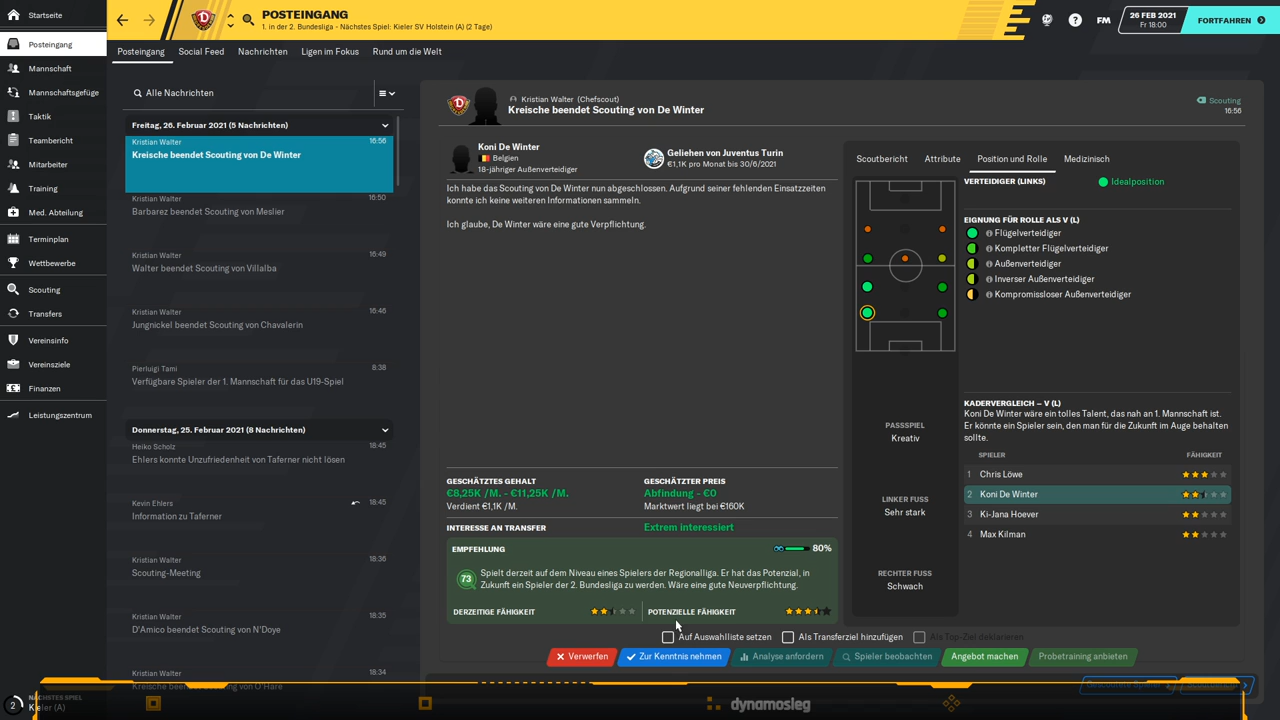 Startseite
POSTEINGANG
1. in der 2. Bundesliga - Nächstes Spiel: Kieler SV Holstein (A) (2 Tage)
FM
26 FEB 2021
Fr 18:00
FORTFAHREN
Posteingang
Mannschaft
Mannschaftsgefüge
Taktik
Teambericht
Mitarbeiter
Training
Med. Abteilung
Terminplan
Wettbewerbe
Scouting
Transfers
Vereinsinfo
Vereinsziele
Finanzen
Leistungszentrum
Posteingang Social Feed Nachrichten Ligen im Fokus Rund um die Welt
Alle Nachrichten
Freitag, 26. Februar 2021 (5 Nachrichten)
Kristian Walter 16:56
Kreische beendet Scouting von De Winter
Kristian Walter 16:50
Barbarez beendet Scouting von Meslier
Kristian Walter 16:49
Walter beendet Scouting von Villalba
Kristian Walter 16:46
Jungnickel beendet Scouting von Chavalerin
Pierluigi Tami 8:38
Verfügbare Spieler der 1. Mannschaft für das U19-Spiel
Donnerstag, 25. Februar 2021 (8 Nachrichten)
Heiko Scholz 18:45
Ehlers konnte Unzufriedenheit von Taferner nicht lösen
Kevin Ehlers 18:45
Information zu Taferner
Kristian Walter 18:36
Scouting-Meeting
Kristian Walter 18:35
D'Amico beendet Scouting von N'Doye
Kristian Walter 18:34
Kreische beendet Scouting von O'Hare
Kristian Walter (Chefscout)
Kreische beendet Scouting von De Winter
Scouting
16:56
Koni De Winter
Belgien
18-jähriger Außenverteidiger
Geliehen von Juventus Turin
€1,1K pro Monat bis 30/6/2021
Ich habe das Scouting von De Winter nun abgeschlossen. Aufgrund seiner fehlenden Einsatzzeiten
konnte ich keine weiteren Informationen sammeln.
Ich glaube, De Winter wäre eine gute Verpflichtung.
GESCHÄTZTES GEHALT
€8,25K /M. - €11,25K /M.
Verdient €1,1K /M.
GESCHÄTZTER PREIS
Abfindung - €0
Marktwert liegt bei €160K
INTERESSE AN TRANSFER
Extrem interessiert
EMPFEHLUNG
80%
73
Spielt derzeit auf dem Niveau eines Spielers der Regionalliga. Er hat das Potenzial, in
Zukunft ein Spieler der 2. Bundesliga zu werden. Wäre eine gute Neuverpflichtung.
DERZEITIGE FÄHIGKEIT
POTENZIELLE FÄHIGKEIT
Scoutbericht Attribute Position und Rolle Medizinisch
VERTEIDIGER (LINKS)
Idealposition
EIGNUNG FÜR ROLLE ALS V (L)
Flügelverteidiger
Kompletter Flügelverteidiger
Außenverteidiger
Inverser Außenverteidiger
Kompromissloser Außenverteidiger
PASSSPIEL
Kreativ
LINKER FUSS
Sehr stark
RECHTER FUSS
Schwach
KADERVERGLEICH – V (L)
Koni De Winter wäre ein tolles Talent, das nah an 1. Mannschaft ist.
Er könnte ein Spieler sein, den man für die Zukunft im Auge behalten
sollte.
SPIELER FÄHIGKEIT
1 Chris Löwe
2 Koni De Winter
3 Ki-Jana Hoever
4 Max Kilman
Auf Auswahlliste setzen
Als Transferziel hinzufügen
Als Top-Ziel deklarieren
Verwerfen
Zur Kenntnis nehmen
Analyse anfordern
Spieler beobachten
Angebot machen
Probetraining anbieten
2
NÄCHSTES SPIEL
Kieler (A)
dynamosleg